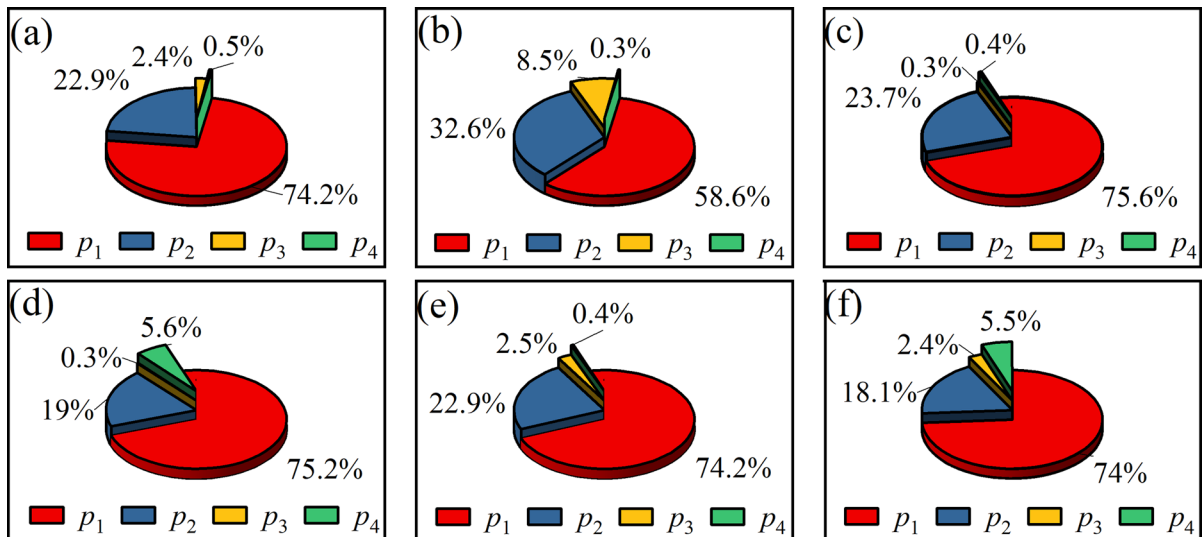 (a)
0.5%
2.4%
22.9%
74.2%
p1 p2 p3 p4
(b)
0.3%
8.5%
32.6%
58.6%
p1 p2 p3 p4
(c)
0.4%
0.3%
23.7%
75.6%
p1 p2 p3 p4
(d)
5.6%
0.3%
19%
75.2%
p1 p2 p3 p4
(e)
0.4%
2.5%
22.9%
74.2%
p1 p2 p3 p4
(f)
5.5%
2.4%
18.1%
74%
p1 p2 p3 p4